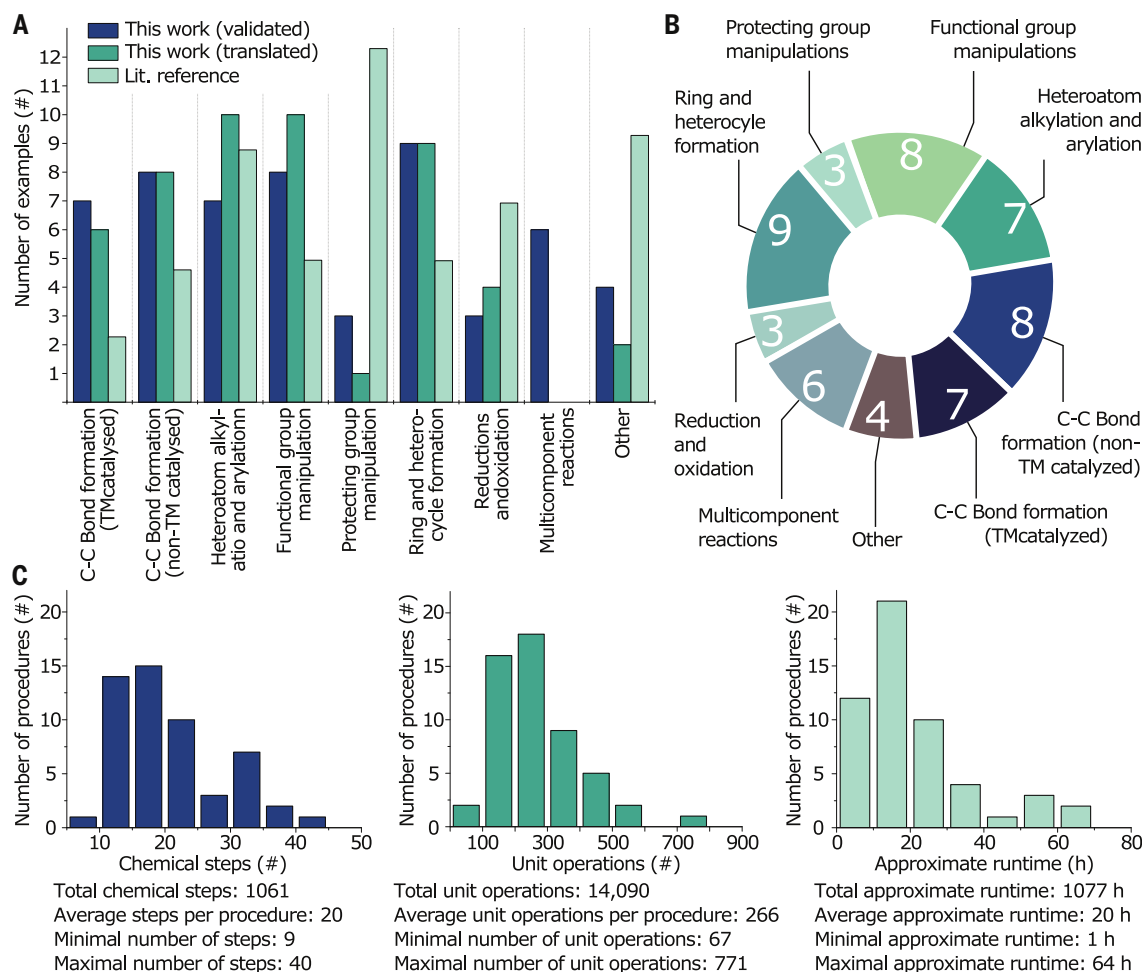 A
This work (validated)
This work (translated)
Lit. reference
Number of examples (#)
12
11
10
9
8
7
6
5
4
3
2
1
C-C Bond formation
(TMcatalysed)
C-C Bond formation
(non-TM catalysed)
Heteroatom alkyl-
atio and arylationn
Functional group
manipulation
Protecting group
manipulation
Ring and hetero-
cycle formation
Reductions
andoxidation
Multicomponent
reactions
Other
B
Protecting group
manipulations
Functional group
manipulations
Ring and
heterocyle
formation
Heteroatom
alkylation and
arylation
3
8
7
9
8
3
6
4
7
Reduction
and
oxidation
C-C Bond
formation (non-
TM catalyzed)
Multicomponent
reactions
Other
C-C Bond formation
(TMcatalyzed)
C
Number of procedures (#)
20
15
10
5
0
10
20
30
40
50
Chemical steps (#)
Total chemical steps: 1061
Average steps per procedure: 20
Minimal number of steps: 9
Maximal number of steps: 40
Number of procedures (#)
20
15
10
5
0
100
300
500
700
900
Unit operations (#)
Total unit operations: 14,090
Average unit operations per procedure: 266
Minimal number of unit operations: 67
Maximal number of unit operations: 771
Number of procedures (#)
20
15
10
5
0
0
20
40
60
80
Approximate runtime (h)
Total approximate runtime: 1077 h
Average approximate runtime: 20 h
Minimal approximate runtime: 1 h
Maximal approximate runtime: 64 h